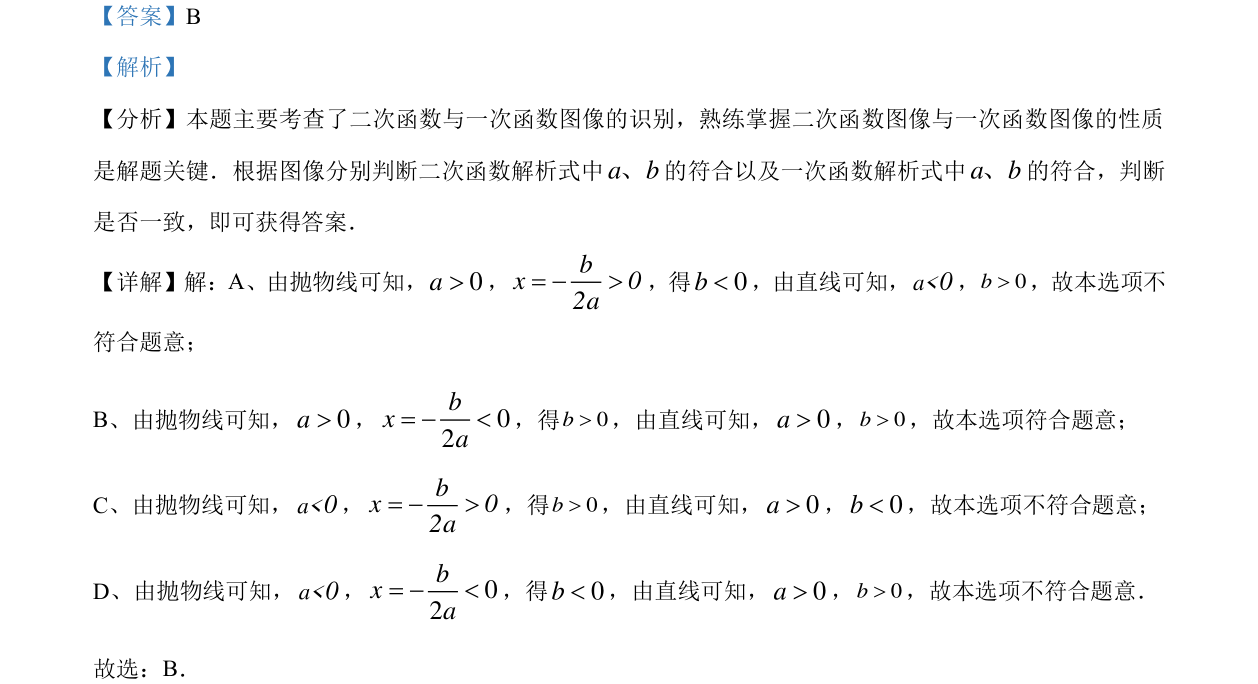 【答案】B
【解析】
【分析】本题主要考查了二次函数与一次函数图像的识别，熟练掌握二次函数图像与一次函数图像的性质
是解题关键．根据图像分别判断二次函数解析式中 a、b 的符合以及一次函数解析式中 a、b 的符合，判断
是否一致，即可获得答案．
【详解】解：A、由抛物线可知，a > 0，x = −b/2a > 0，得 b < 0，由直线可知，a<0，b > 0，故本选项不
符合题意；
B、由抛物线可知，a > 0，x = −b/2a < 0，得 b > 0，由直线可知，a > 0，b > 0，故本选项符合题意；
C、由抛物线可知，a<0，x = −b/2a > 0，得 b > 0，由直线可知，a > 0，b < 0，故本选项不符合题意；
D、由抛物线可知，a<0，x = −b/2a < 0，得 b < 0，由直线可知，a > 0，b > 0，故本选项不符合题意．
故选：B．